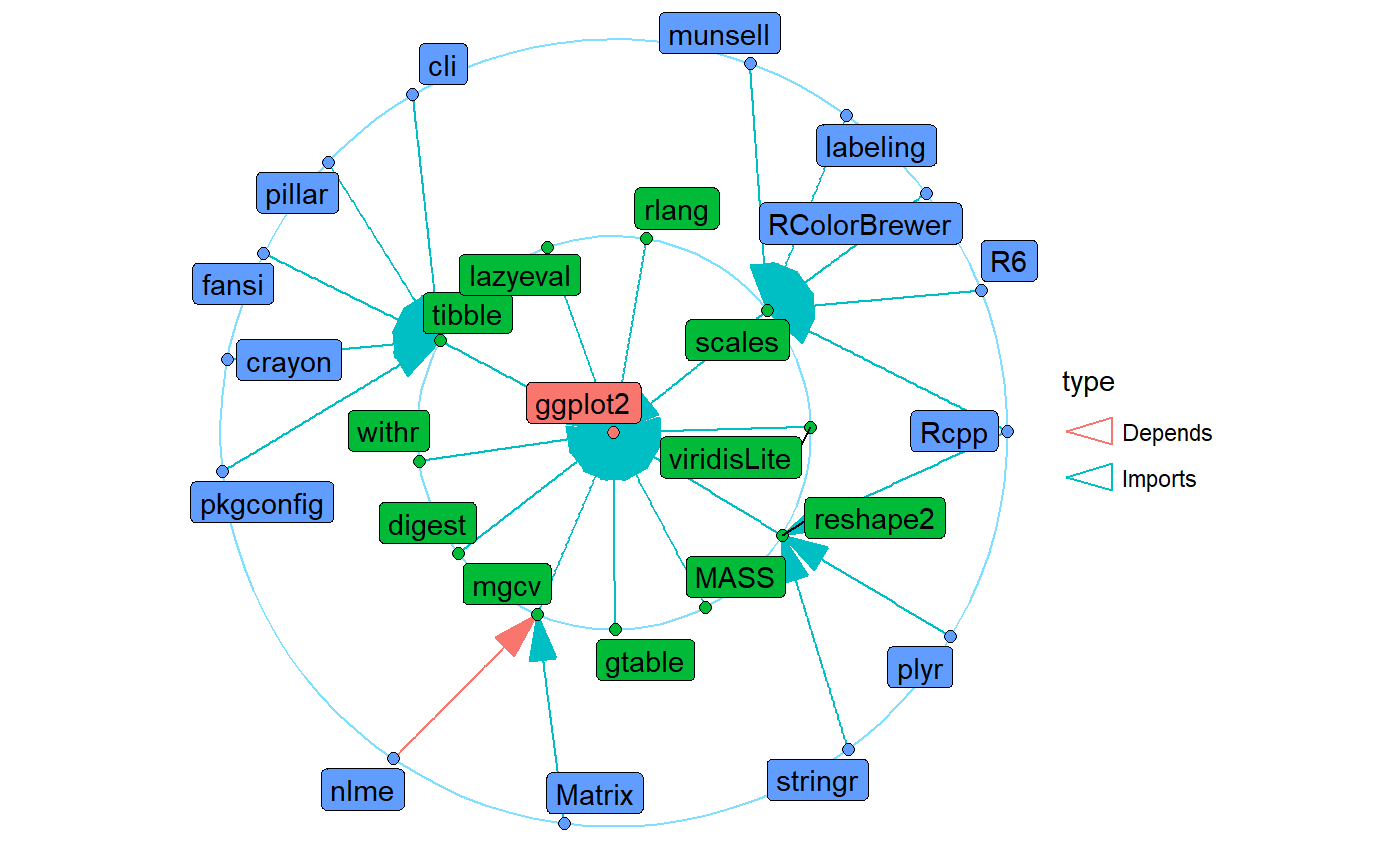 munsell
cli
labeling
pillar
rlang
RColorBrewer
R6
lazyeval
fansi
tibble
scales
crayon
type
ggplot2
withr
Rcpp
Depends
viridisLite
Imports
pkgconfig
digest
reshape2
mgcv
MASS
gtable
plyr
nlme
Matrix
stringr